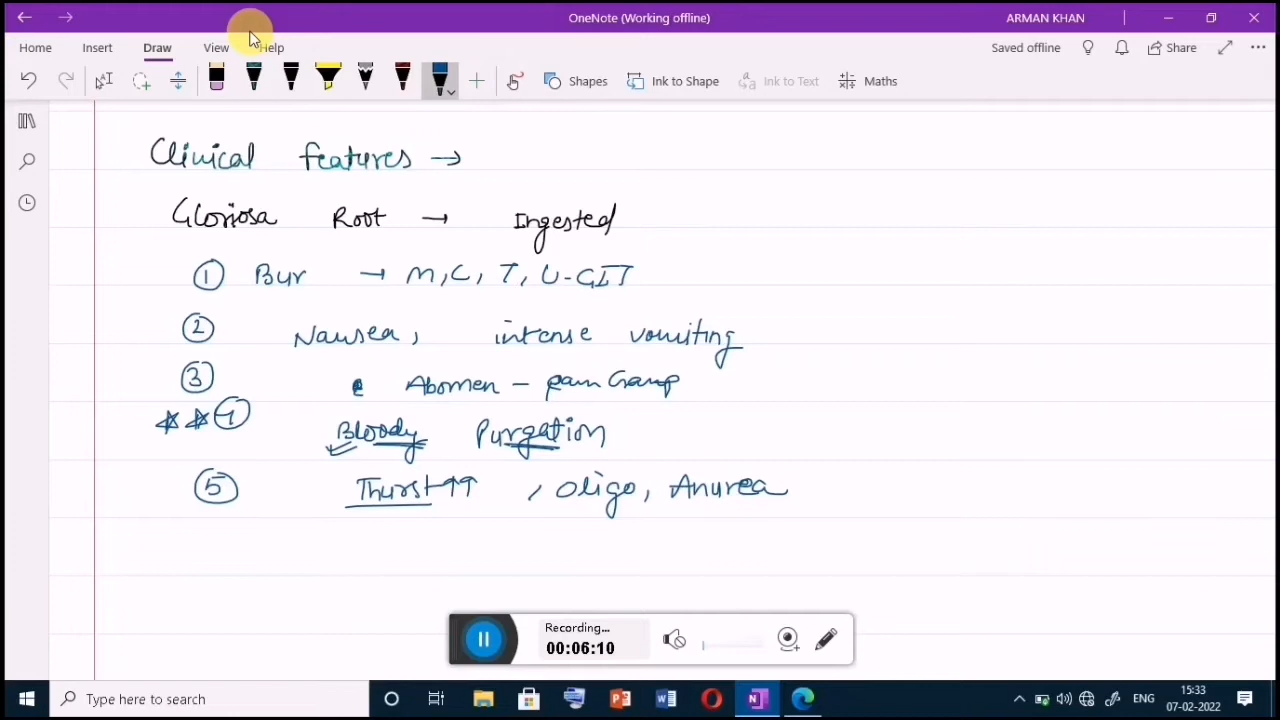 OneNote (Working offline)
ARMAN KHAN
Home Insert Draw View Help
Saved offline Share
Shapes Ink to Shape Ink to Text Maths
Clinical features →
Gloriosa Root → Ingested
① Bur → M, C, T, U-GIT
② Nausea, intense vomiting
③ Abomen - pain Cramp
Bloody Purgation
⑤ Thurst↑↑ , Oligo, Anurea
Recording...
00:06:10
Type here to search
ENG
15:33
07-02-2022